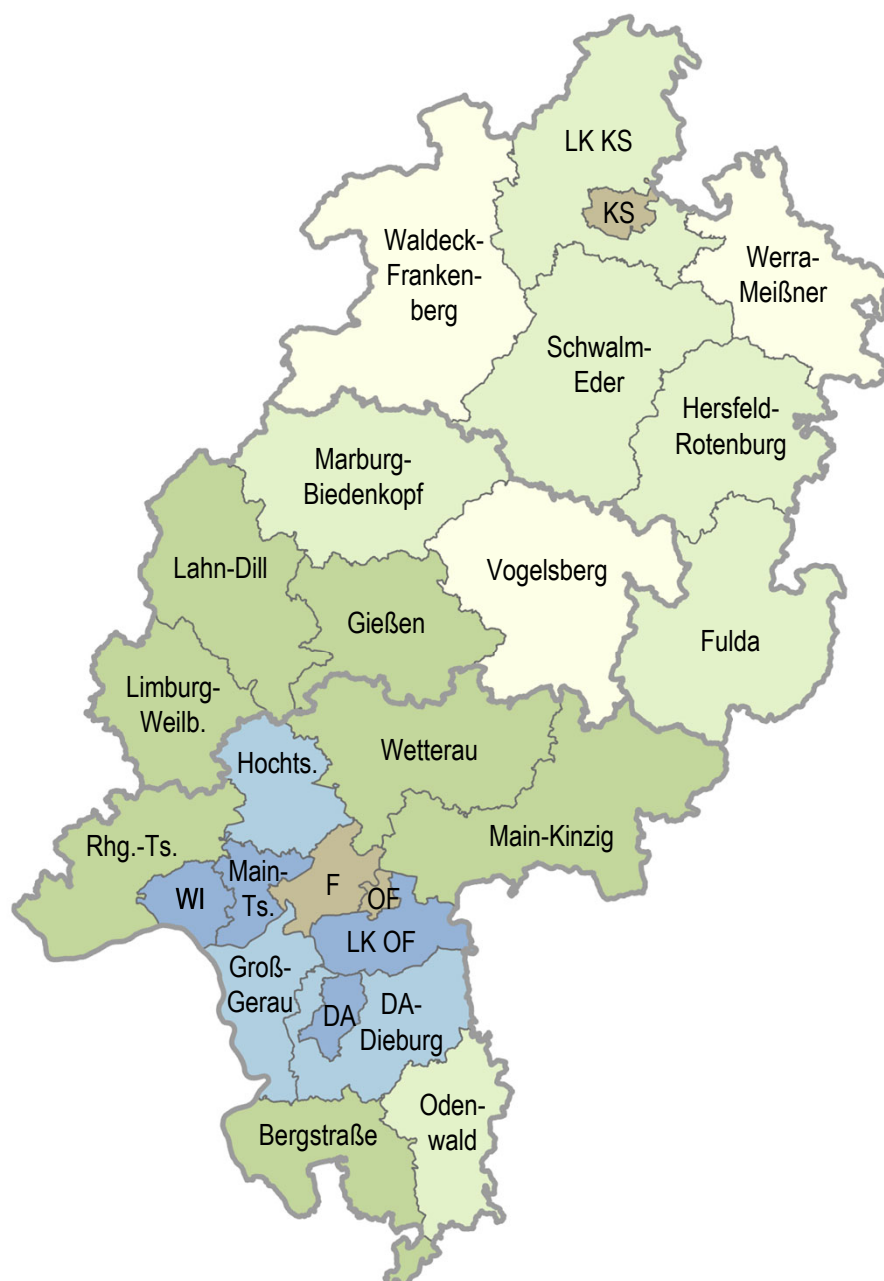 LK KS
KS
Waldeck-
Franken-
berg
Werra-
Meißner
Schwalm-
Eder
Hersfeld-
Rotenburg
Marburg-
Biedenkopf
Lahn-Dill
Vogelsberg
Gießen
Fulda
Limburg-
Weilb.
Wetterau
Hochts.
Main-Kinzig
Rhg.-Ts.
Main-
Ts.
WI
F
OF
LK OF
Groß-
Gerau
DA
DA-
Dieburg
Oden-
wald
Bergstraße